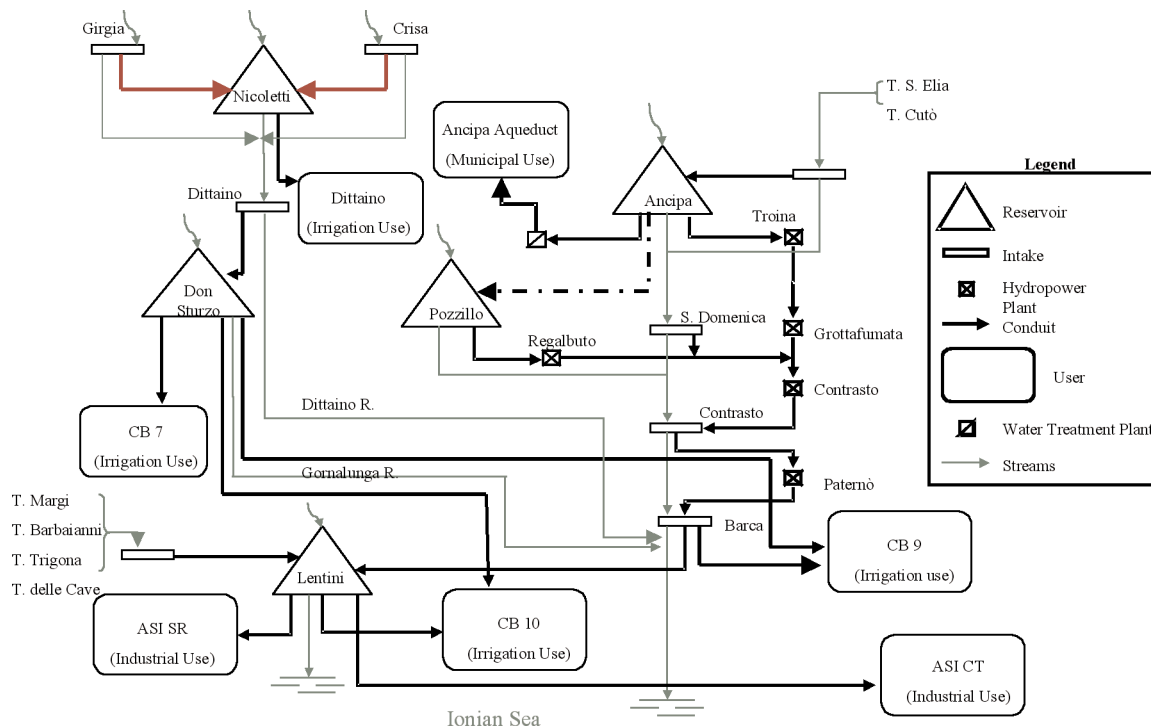 Girgia
Crisa
Nicoletti
T. S. Elia
T. Cutò
Ancipa Aqueduct
(Municipal Use)
Legend
Reservoir
Intake
Hydropower
Plant
Conduit
User
Water Treatment Plant
Streams
Dittaino
Dittaino
(Irrigation Use)
Ancipa
Troina
Don
Sturzo
Pozzillo
S. Domenica
Regalbuto
Grottafumata
Contrasto
Dittaino R.
Contrasto
CB 7
(Irrigation Use)
Gornalunga R.
Paternò
T. Margi
T. Barbaianni
T. Trigona
T. delle Cave
Barca
CB 9
(Irrigation use)
Lentini
ASI SR
(Industrial Use)
CB 10
(Irrigation Use)
ASI CT
(Industrial Use)
Ionian Sea